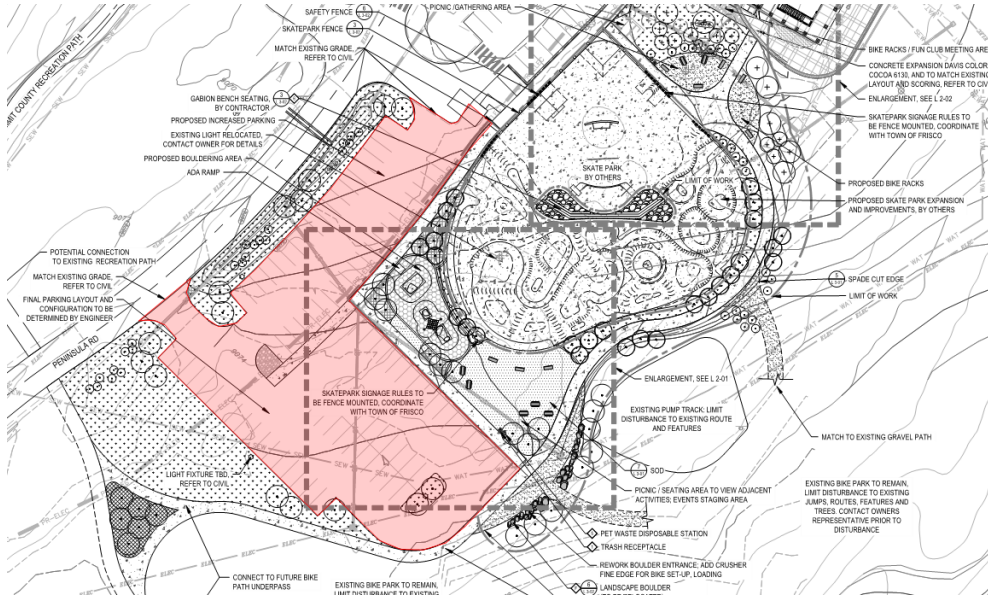 SAFETY FENCE
SKATEPARK FENCE
MATCH EXISTING GRADE,
REFER TO CIVIL
PICNIC /GATHERING AREA
GABION BENCH SEATING,
BY CONTRACTOR
PROPOSED INCREASED PARKING
EXISTING LIGHT RELOCATED,
CONTACT OWNER FOR DETAILS
PROPOSED BOULDERING AREA
ADA RAMP
POTENTIAL CONNECTION
TO EXISTING RECREATION PATH
MATCH EXISTING GRADE,
REFER TO CIVIL
FINAL PARKING LAYOUT AND
CONFIGURATION TO BE
DETERMINED BY ENGINEER
PENINSULA RD
MIT COUNTY RECREATION PATH
BIKE RACKS / FUN CLUB MEETING ARE
CONCRETE EXPANSION DAVIS COLOR
COCOA 6130, AND TO MATCH EXISTING
LAYOUT AND SCORING, REFER TO CIV
ENLARGEMENT, SEE L 2-02
SKATEPARK SIGNAGE RULES TO
BE FENCE MOUNTED, COORDINATE
WITH TOWN OF FRISCO
SKATE PARK
BY OTHERS
LIMIT OF WORK
PROPOSED BIKE RACKS
PROPOSED SKATE PARK EXPANSION
AND IMPROVEMENTS, BY OTHERS
SPADE CUT EDGE
LIMIT OF WORK
SKATEPARK SIGNAGE RULES TO
BE FENCE MOUNTED, COORDINATE
WITH TOWN OF FRISCO
ENLARGEMENT, SEE L 2-01
EXISTING PUMP TRACK: LIMIT
DISTURBANCE TO EXISTING ROUTE
AND FEATURES
MATCH TO EXISTING GRAVEL PATH
LIGHT FIXTURE TBD,
REFER TO CIVIL
SOD
PICNIC / SEATING AREA TO VIEW ADJACENT
ACTIVITIES; EVENTS STAGING AREA
EXISTING BIKE PARK TO REMAIN,
LIMIT DISTURBANCE TO EXISTING
JUMPS, ROUTES, FEATURES AND
TREES. CONTACT OWNERS
REPRESENTATIVE PRIOR TO
DISTURBANCE
PET WASTE DISPOSABLE STATION
TRASH RECEPTACLE
REWORK BOULDER ENTRANCE; ADD CRUSHER
FINE EDGE FOR BIKE SET-UP, LOADING
LANDSCAPE BOULDER
CONNECT TO FUTURE BIKE
PATH UNDERPASS
EXISTING BIKE PARK TO REMAIN,
LIMIT DISTURBANCE TO EXISTING